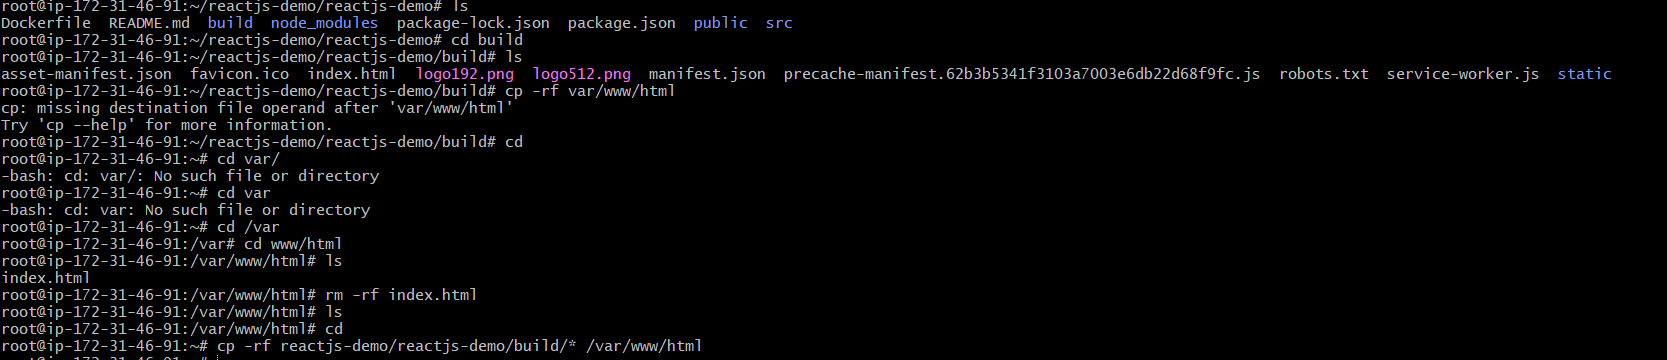 root@ip-172-31-46-91:~/reactjs-demo/reactjs-demo# ls
Dockerfile  README.md  build  node_modules  package-lock.json  package.json  public  src
root@ip-172-31-46-91:~/reactjs-demo/reactjs-demo# cd build
root@ip-172-31-46-91:~/reactjs-demo/reactjs-demo/build# ls
asset-manifest.json  favicon.ico  index.html  logo192.png  logo512.png  manifest.json  precache-manifest.62b3b5341f3103a7003e6db22d68f9fc.js  robots.txt  service-worker.js  static
root@ip-172-31-46-91:~/reactjs-demo/reactjs-demo/build# cp -rf var/www/html
cp: missing destination file operand after 'var/www/html'
Try 'cp --help' for more information.
root@ip-172-31-46-91:~/reactjs-demo/reactjs-demo/build# cd
root@ip-172-31-46-91:~# cd var/
-bash: cd: var/: No such file or directory
root@ip-172-31-46-91:~# cd var
-bash: cd: var: No such file or directory
root@ip-172-31-46-91:~# cd /var
root@ip-172-31-46-91:/var# cd www/html
root@ip-172-31-46-91:/var/www/html# ls
index.html
root@ip-172-31-46-91:/var/www/html# rm -rf index.html
root@ip-172-31-46-91:/var/www/html# ls
root@ip-172-31-46-91:/var/www/html# cd
root@ip-172-31-46-91:~# cp -rf reactjs-demo/reactjs-demo/build/* /var/www/html
root@ip-172-31-46-91:~#